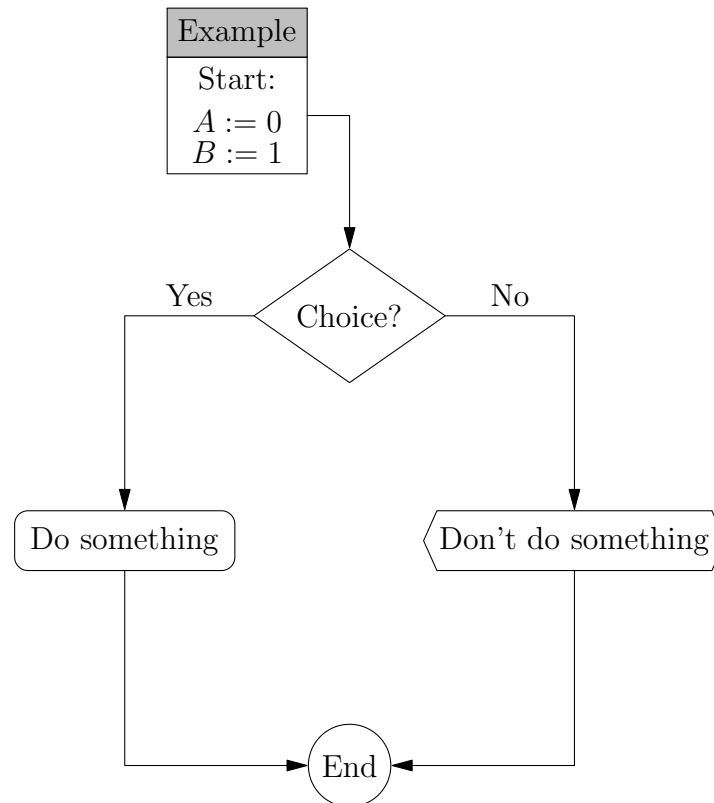 Example
Start:
A := 0
B := 1
Yes
No
Choice?
Do something
Don't do something
End